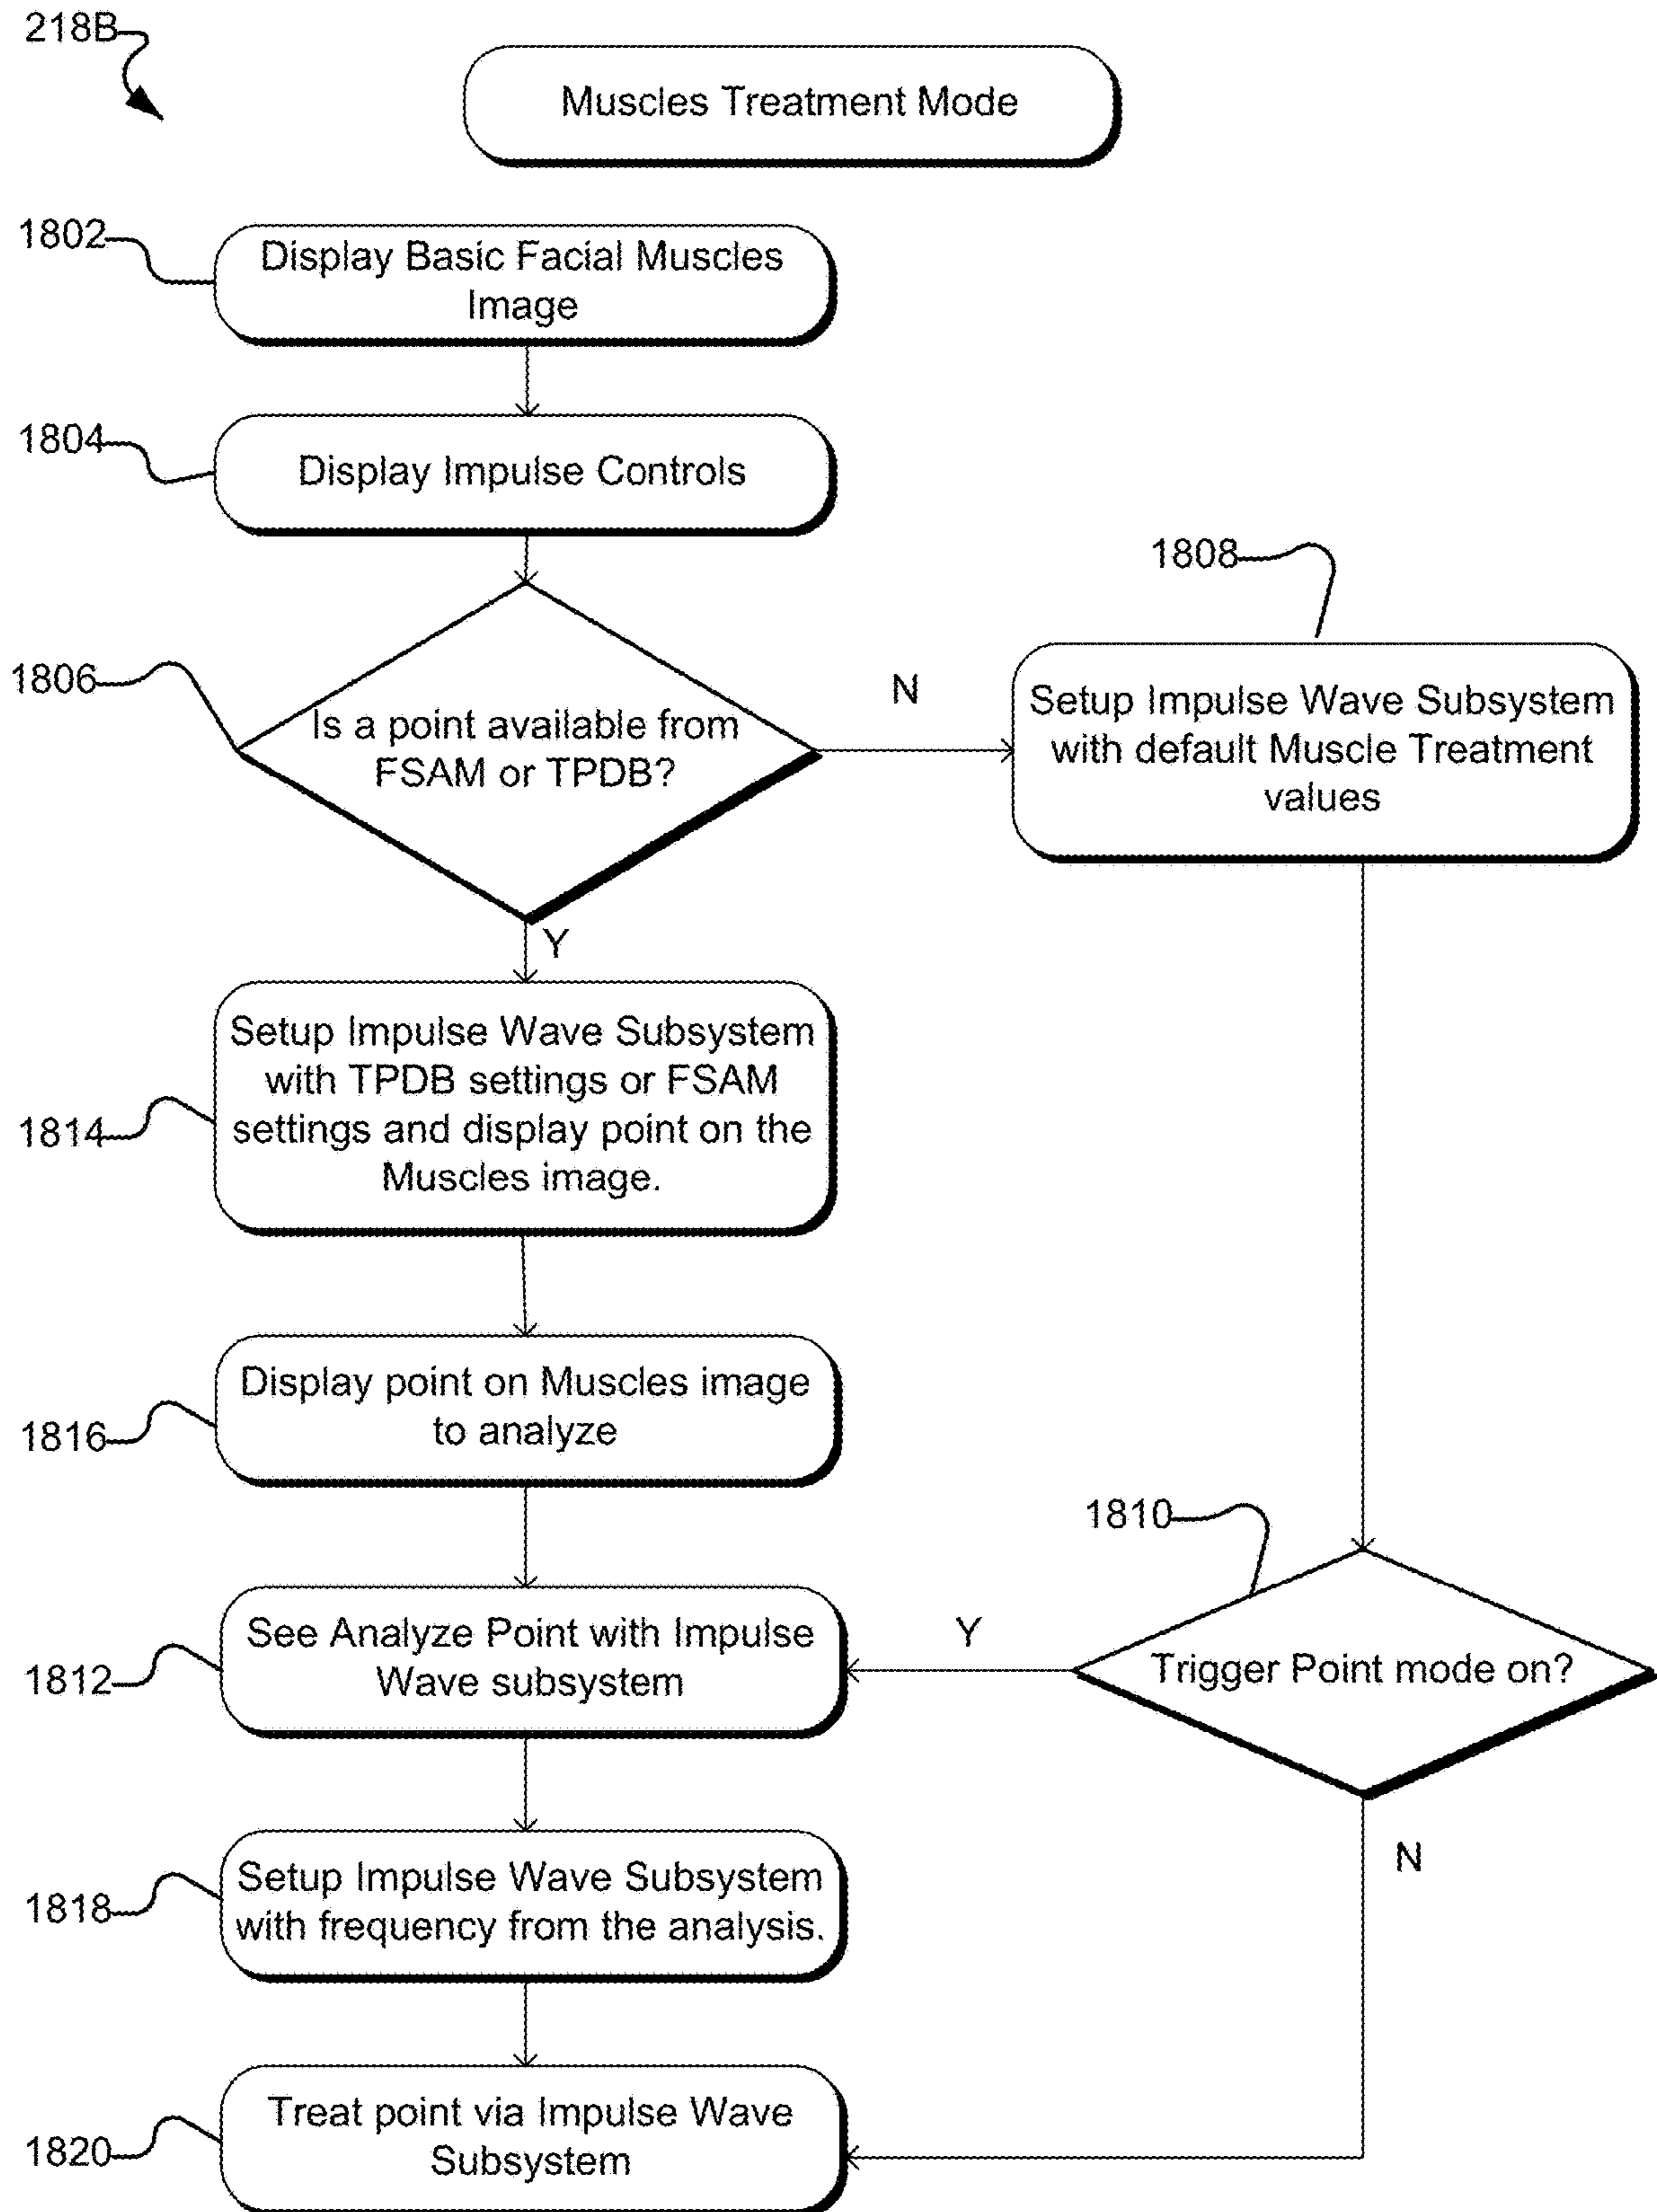 218B
Muscles Treatment Mode
1802
Display Basic Facial Muscles
Image
1804
Display Impulse Controls
1806
Is a point available from
FSAM or TPDB?
N
1808
Setup Impulse Wave Subsystem
with default Muscle Treatment
values
Y
1814
Setup Impulse Wave Subsystem
with TPDB settings or FSAM
settings and display point on the
Muscles image.
1816
Display point on Muscles image
to analyze
1810
Trigger Point mode on?
Y
1812
See Analyze Point with Impulse
Wave subsystem
N
1818
Setup Impulse Wave Subsystem
with frequency from the analysis.
1820
Treat point via Impulse Wave
Subsystem